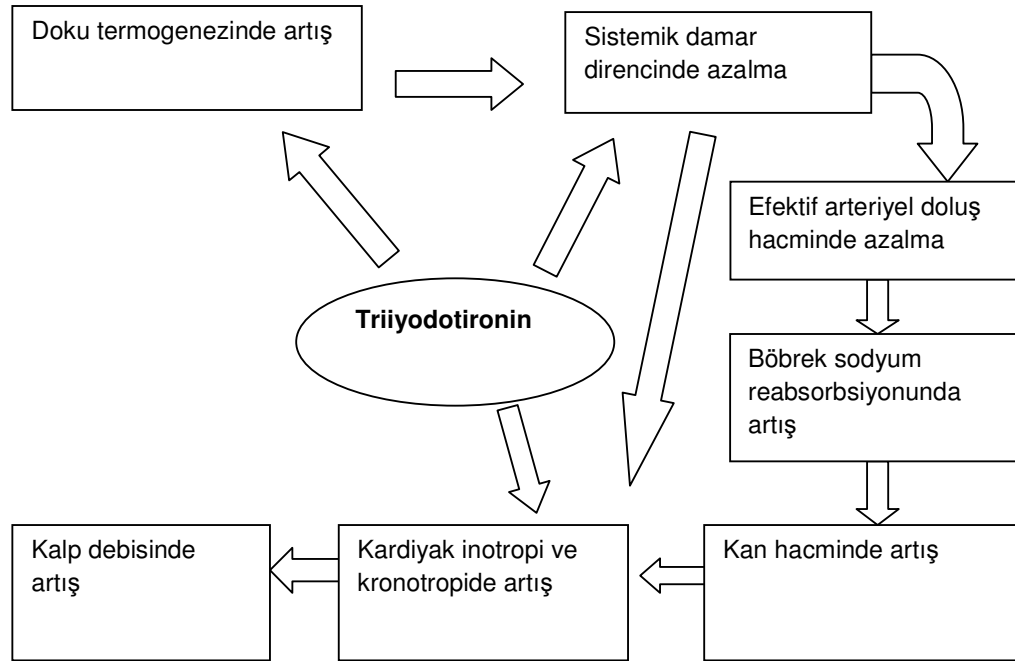 Doku termogenezinde artış
Sistemik damar
direncinde azalma
Efektif arteriyel doluş
hacminde azalma
Triiyodotironin
Böbrek sodyum
reabsorbsiyonunda
artış
Kalp debisinde
artış
Kardiyak inotropi ve
kronotropide artış
Kan hacminde artış